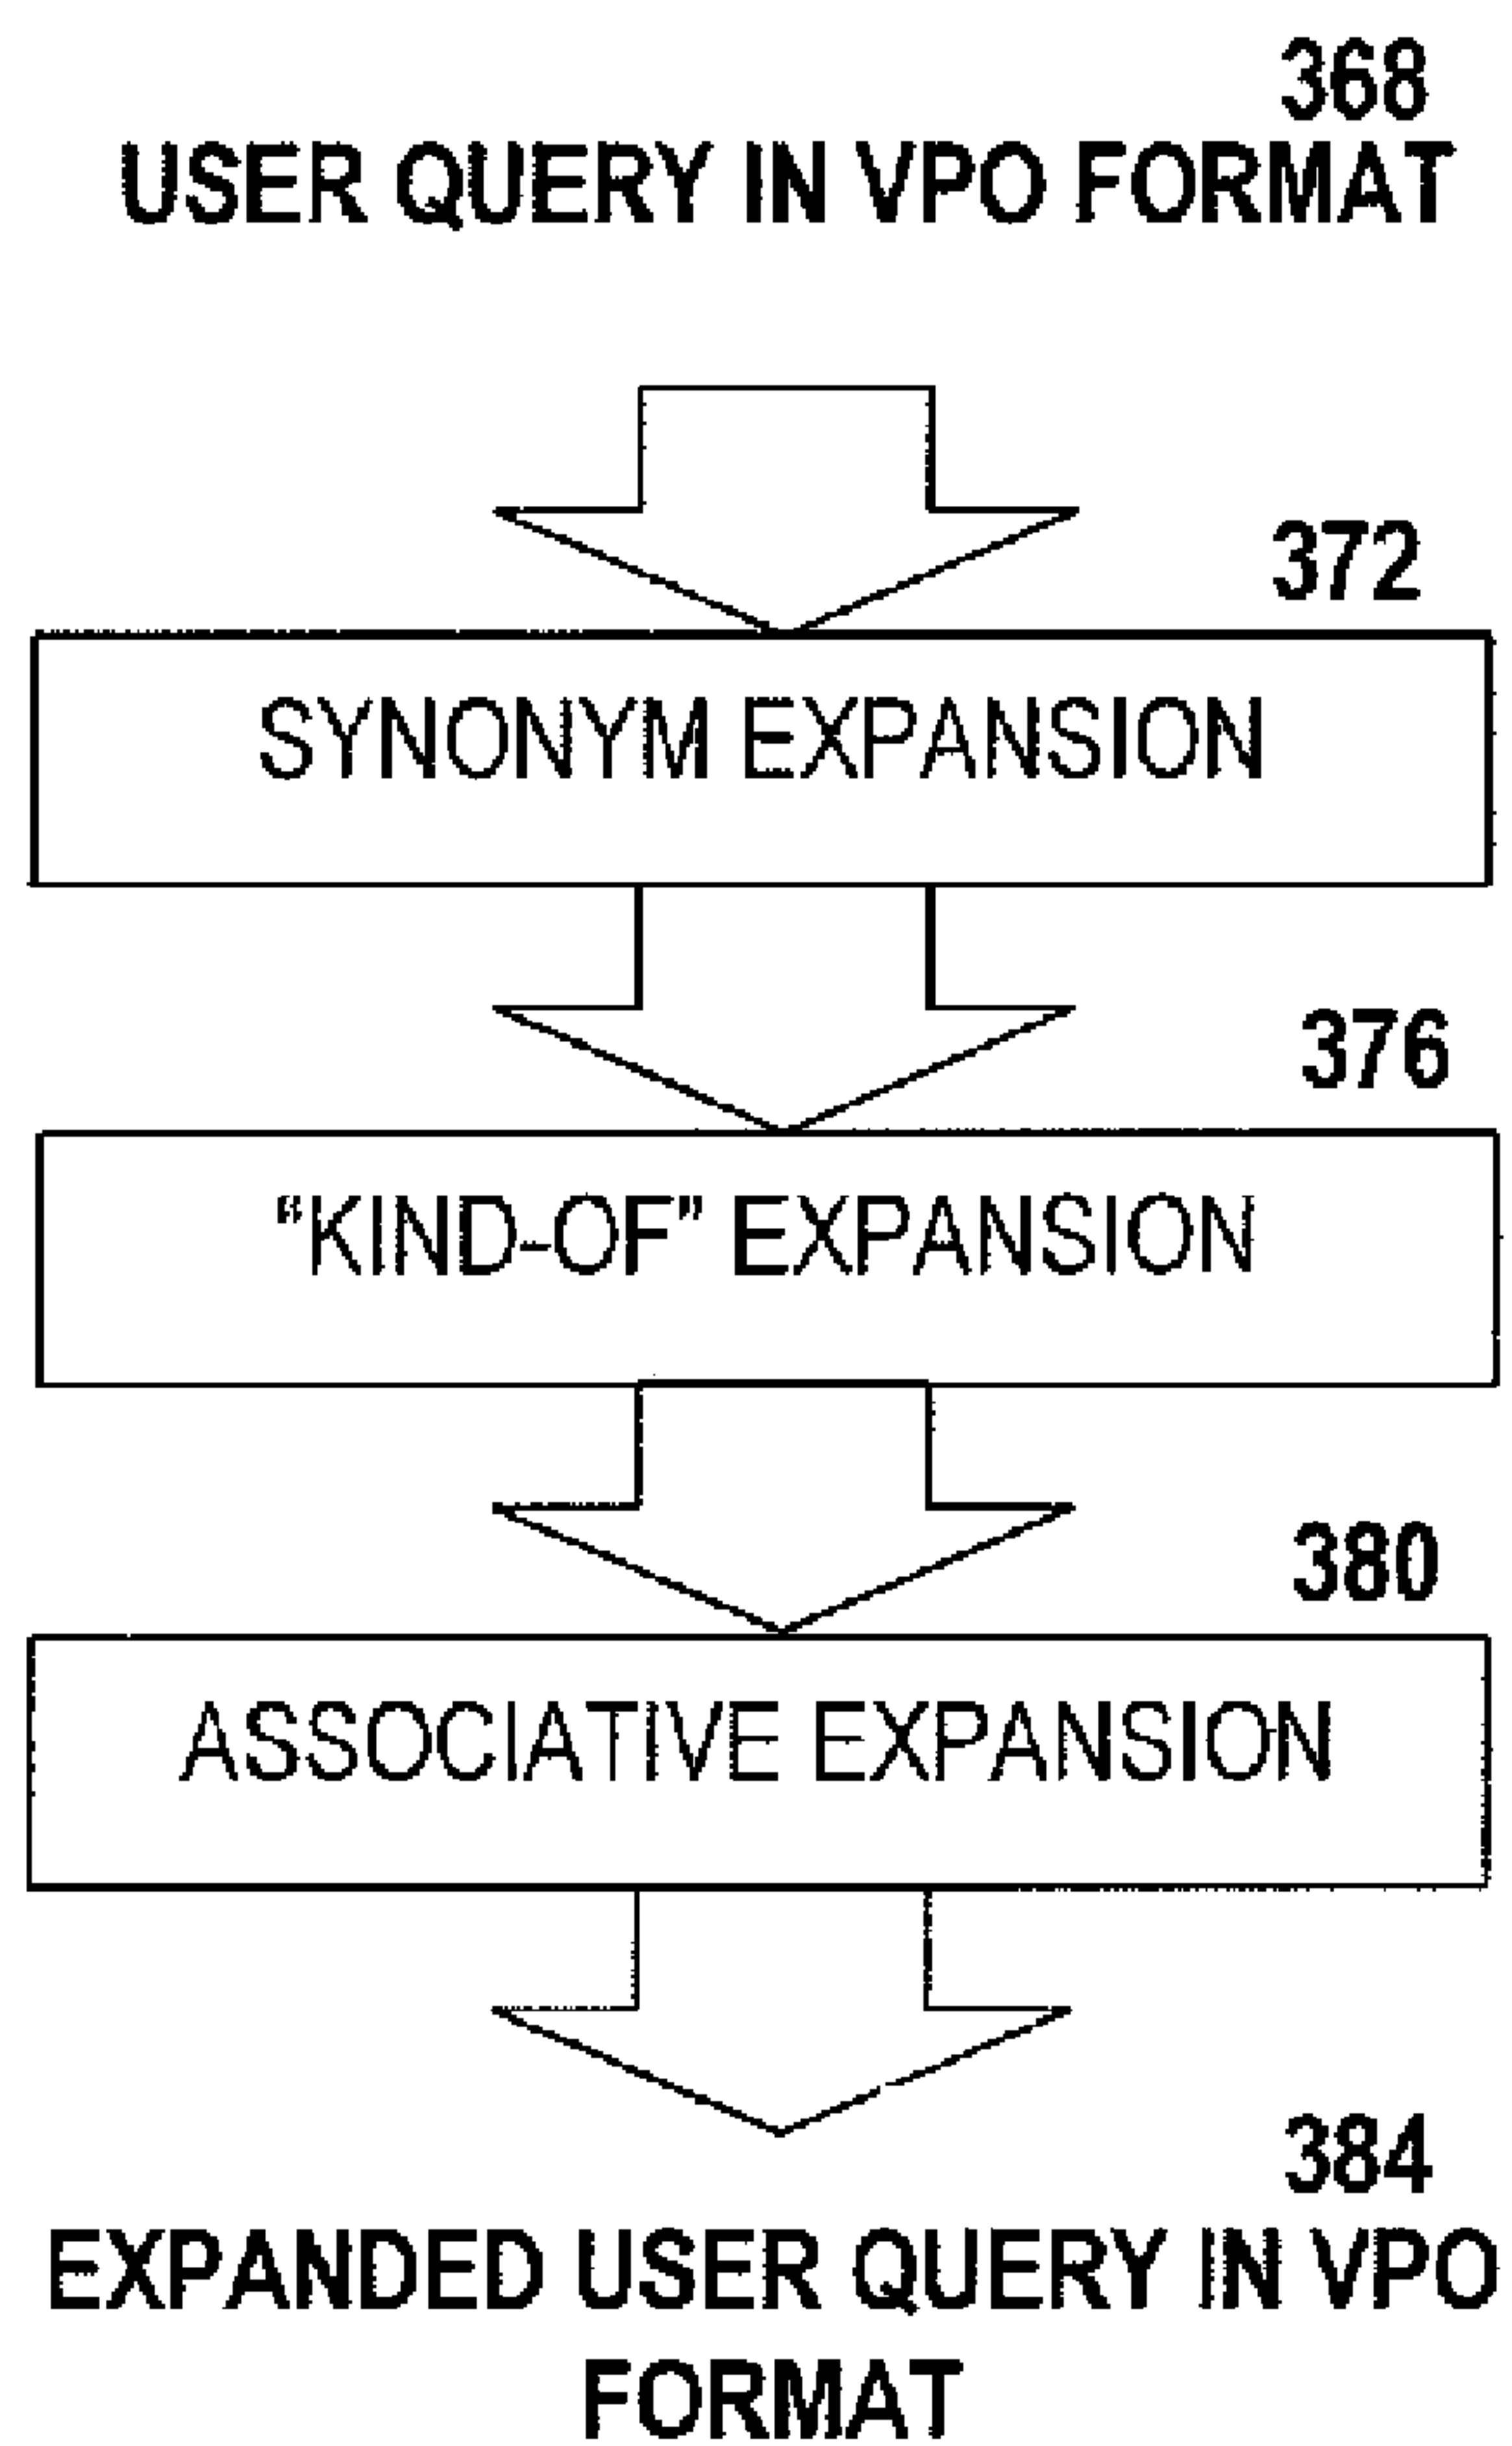 368
USER QUERY IN VPO FORMAT
372
SYNONYM EXPANSION
376
“KIND-OF” EXPANSION
380
ASSOCIATIVE EXPANSION
384
EXPANDED USER QUERY IN VPO
FORMAT